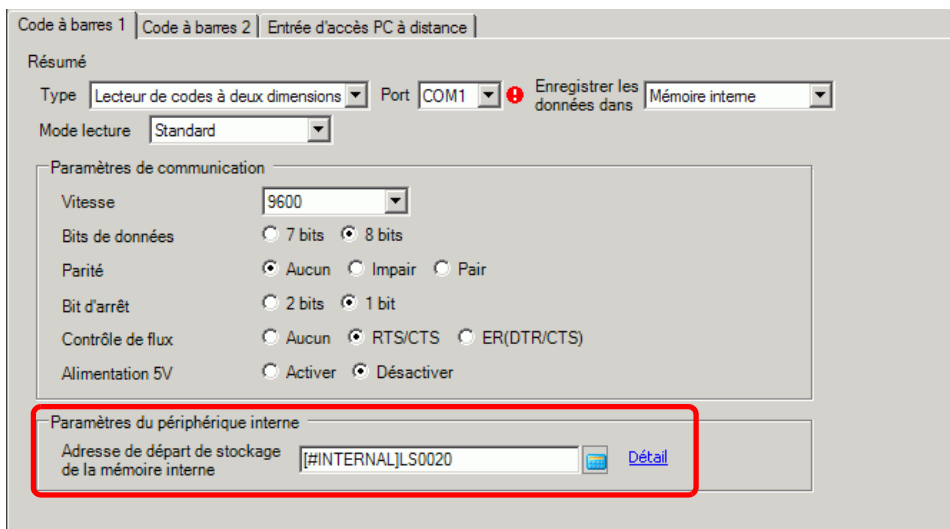 Code à barres 1 Code à barres 2 Entrée d'accès PC à distance
Résumé
Type Lecteur de codes à deux dimensions Port COM1 Enregistrer les données dans Mémoire interne
Mode lecture Standard
Paramètres de communication
Vitesse 9600
Bits de données 7 bits 8 bits
Parité Aucun Impair Pair
Bit d'arrêt 2 bits 1 bit
Contrôle de flux Aucun RTS/CTS ER(DTR/CTS)
Alimentation 5V Activer Désactiver
Paramètres du périphérique interne
Adresse de départ de stockage
de la mémoire interne [#INTERNAL]LS0020 Détail